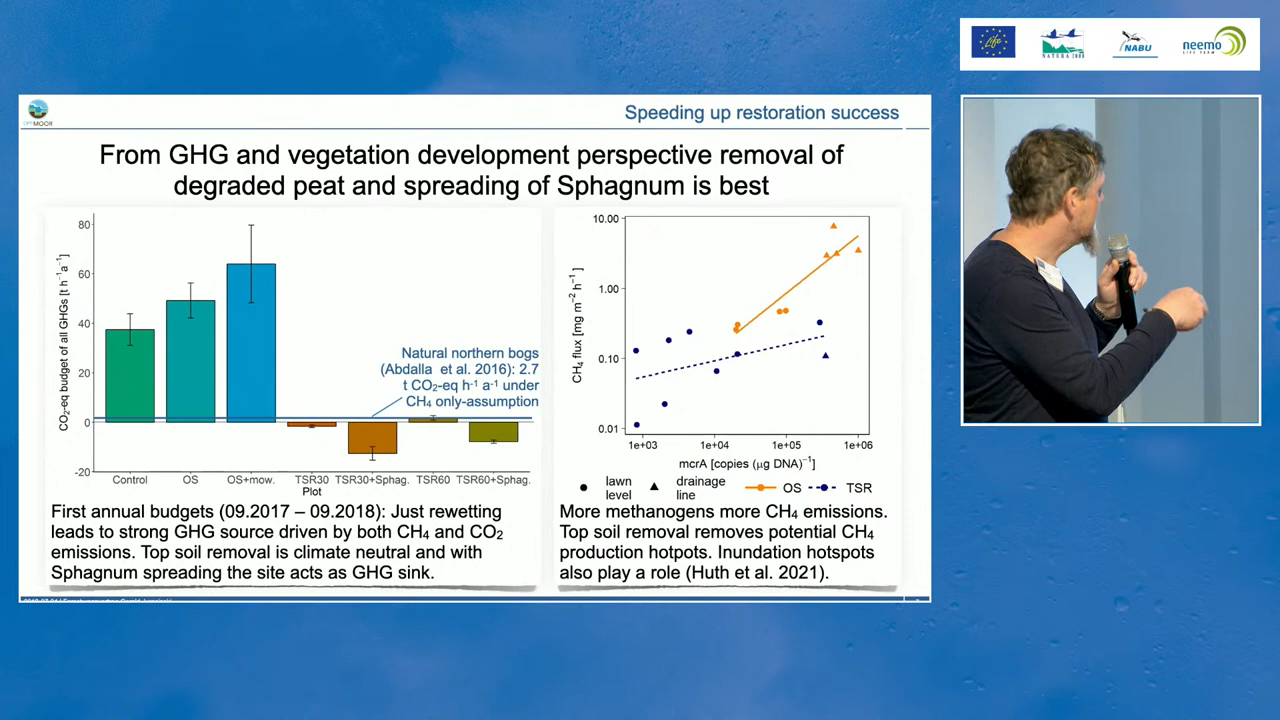 Life
NATURA 2000
NABU
neemo
LIFE TEAM
MOOR
Speeding up restoration success
From GHG and vegetation development perspective removal of
degraded peat and spreading of Sphagnum is best
CO₂-eq budget of all GHGs [t h⁻¹a⁻¹]
80
60
40
20
0
-20
Natural northern bogs
(Abdalla et al. 2016): 2.7
t CO₂-eq h⁻¹ a⁻¹ under
CH₄ only-assumption
Control
OS
OS+mow.
TSR30
TSR30+Sphag.
TSR60
TSR60+Sphag.
Plot
First annual budgets (09.2017 – 09.2018): Just rewetting
leads to strong GHG source driven by both CH₄ and CO₂
emissions. Top soil removal is climate neutral and with
Sphagnum spreading the site acts as GHG sink.
CH₄ flux [mg m⁻² h⁻¹]
10.00
1.00
0.10
0.01
1e+03
1e+04
1e+05
1e+06
mcrA [copies (µg DNA)⁻¹]
lawn
level
drainage
line
OS
TSR
More methanogens more CH₄ emissions.
Top soil removal removes potential CH₄
production hotpots. Inundation hotspots
also play a role (Huth et al. 2021).